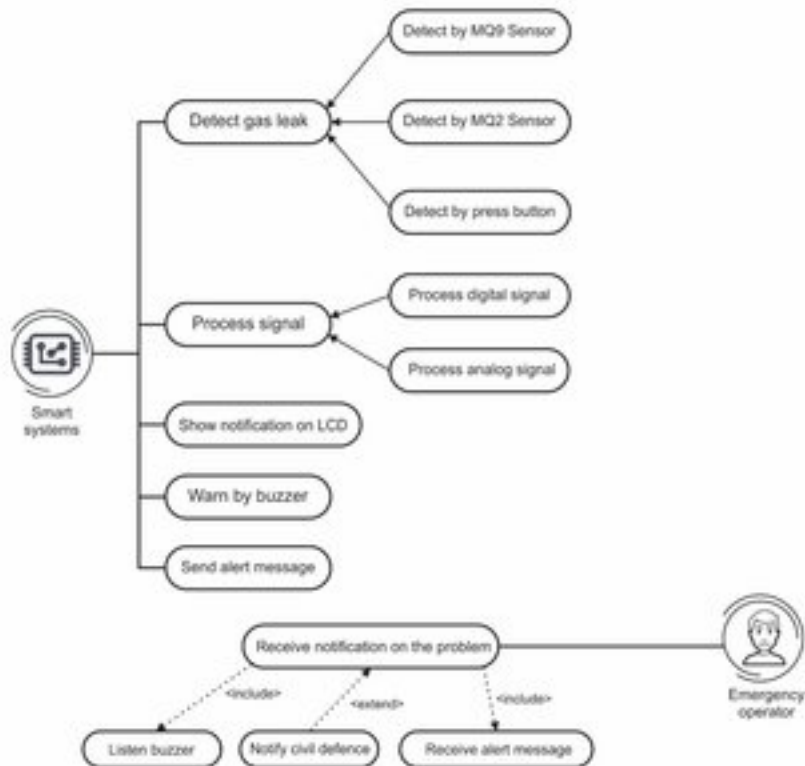 Detect by MQ9 Sensor
Detect gas leak
Detect by MQ2 Sensor
Detect by press button
Process digital signal
Process signal
Process analog signal
Smart
systems
Show notification on LCD
Warn by buzzer
Send alert message
Receive notification on the problem
<include>
<extend>
<include>
Emergency
operator
Listen buzzer
Notify civil defence
Receive alert message